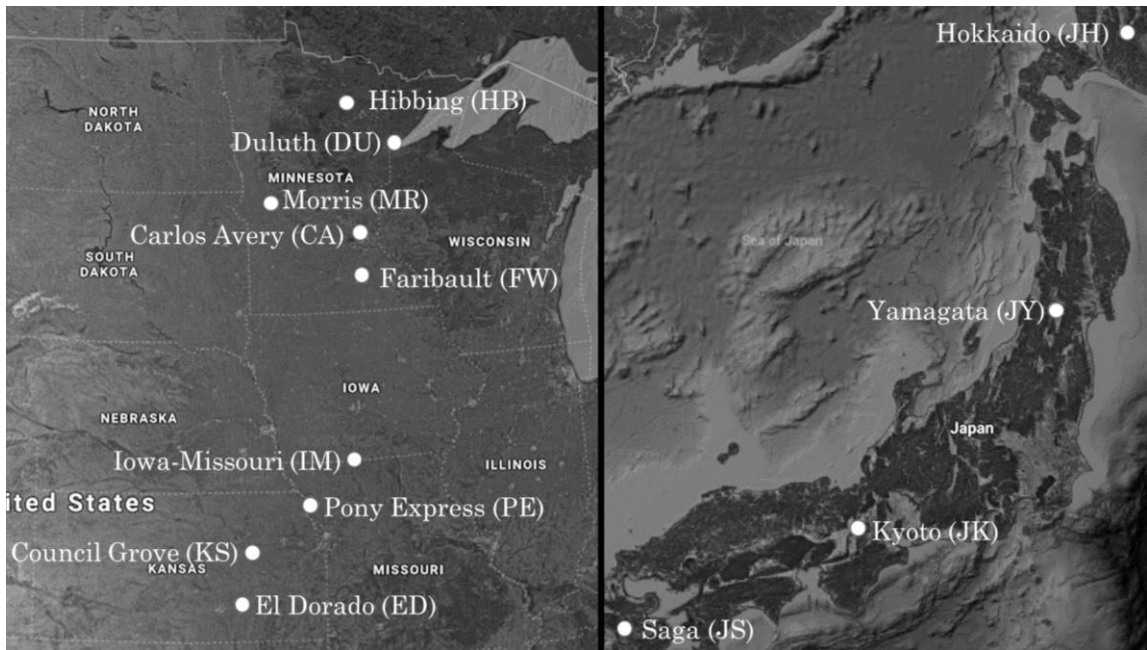 Hokkaido (JH)
Hibbing (HB)
NORTH
DAKOTA
Duluth (DU)
MINNESOTA
Morris (MR)
Carlos Avery (CA)
WISCONSIN
Sea of Japan
SOUTH
DAKOTA
Faribault (FW)
Yamagata (JY)
IOWA
NEBRASKA
Japan
Iowa-Missouri (IM)
ILLINOIS
ited States
Pony Express (PE)
Kyoto (JK)
Council Grove (KS)
KANSAS
MISSOURI
El Dorado (ED)
Saga (JS)